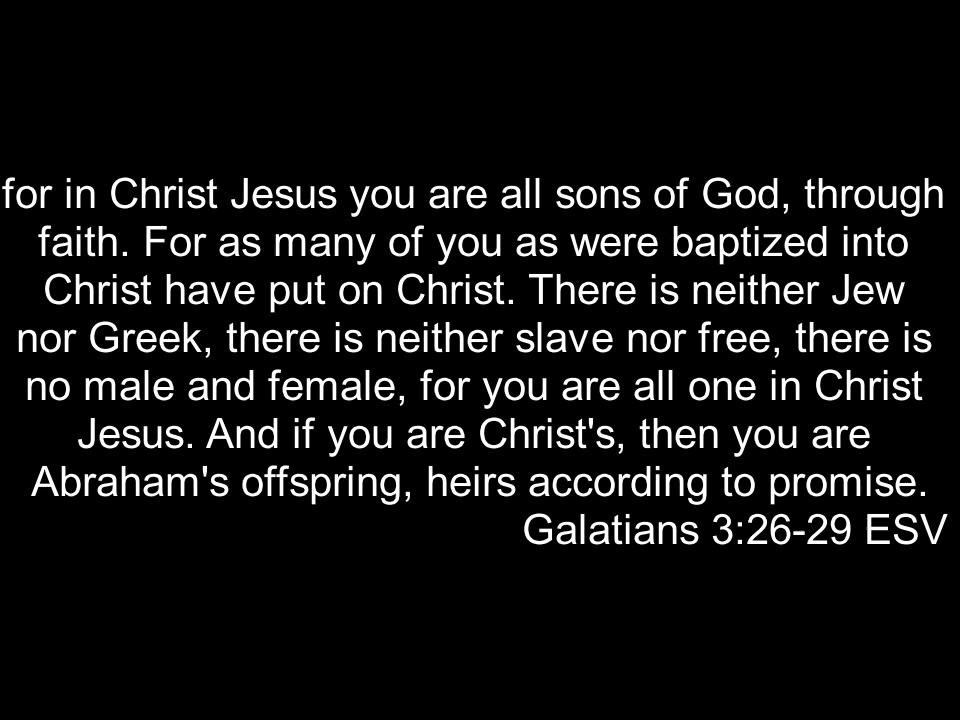 for in Christ Jesus you are all sons of God, through
faith. For as many of you as were baptized into
Christ have put on Christ. There is neither Jew
nor Greek, there is neither slave nor free, there is
no male and female, for you are all one in Christ
Jesus. And if you are Christ's, then you are
Abraham's offspring, heirs according to promise.
Galatians 3:26-29 ESV